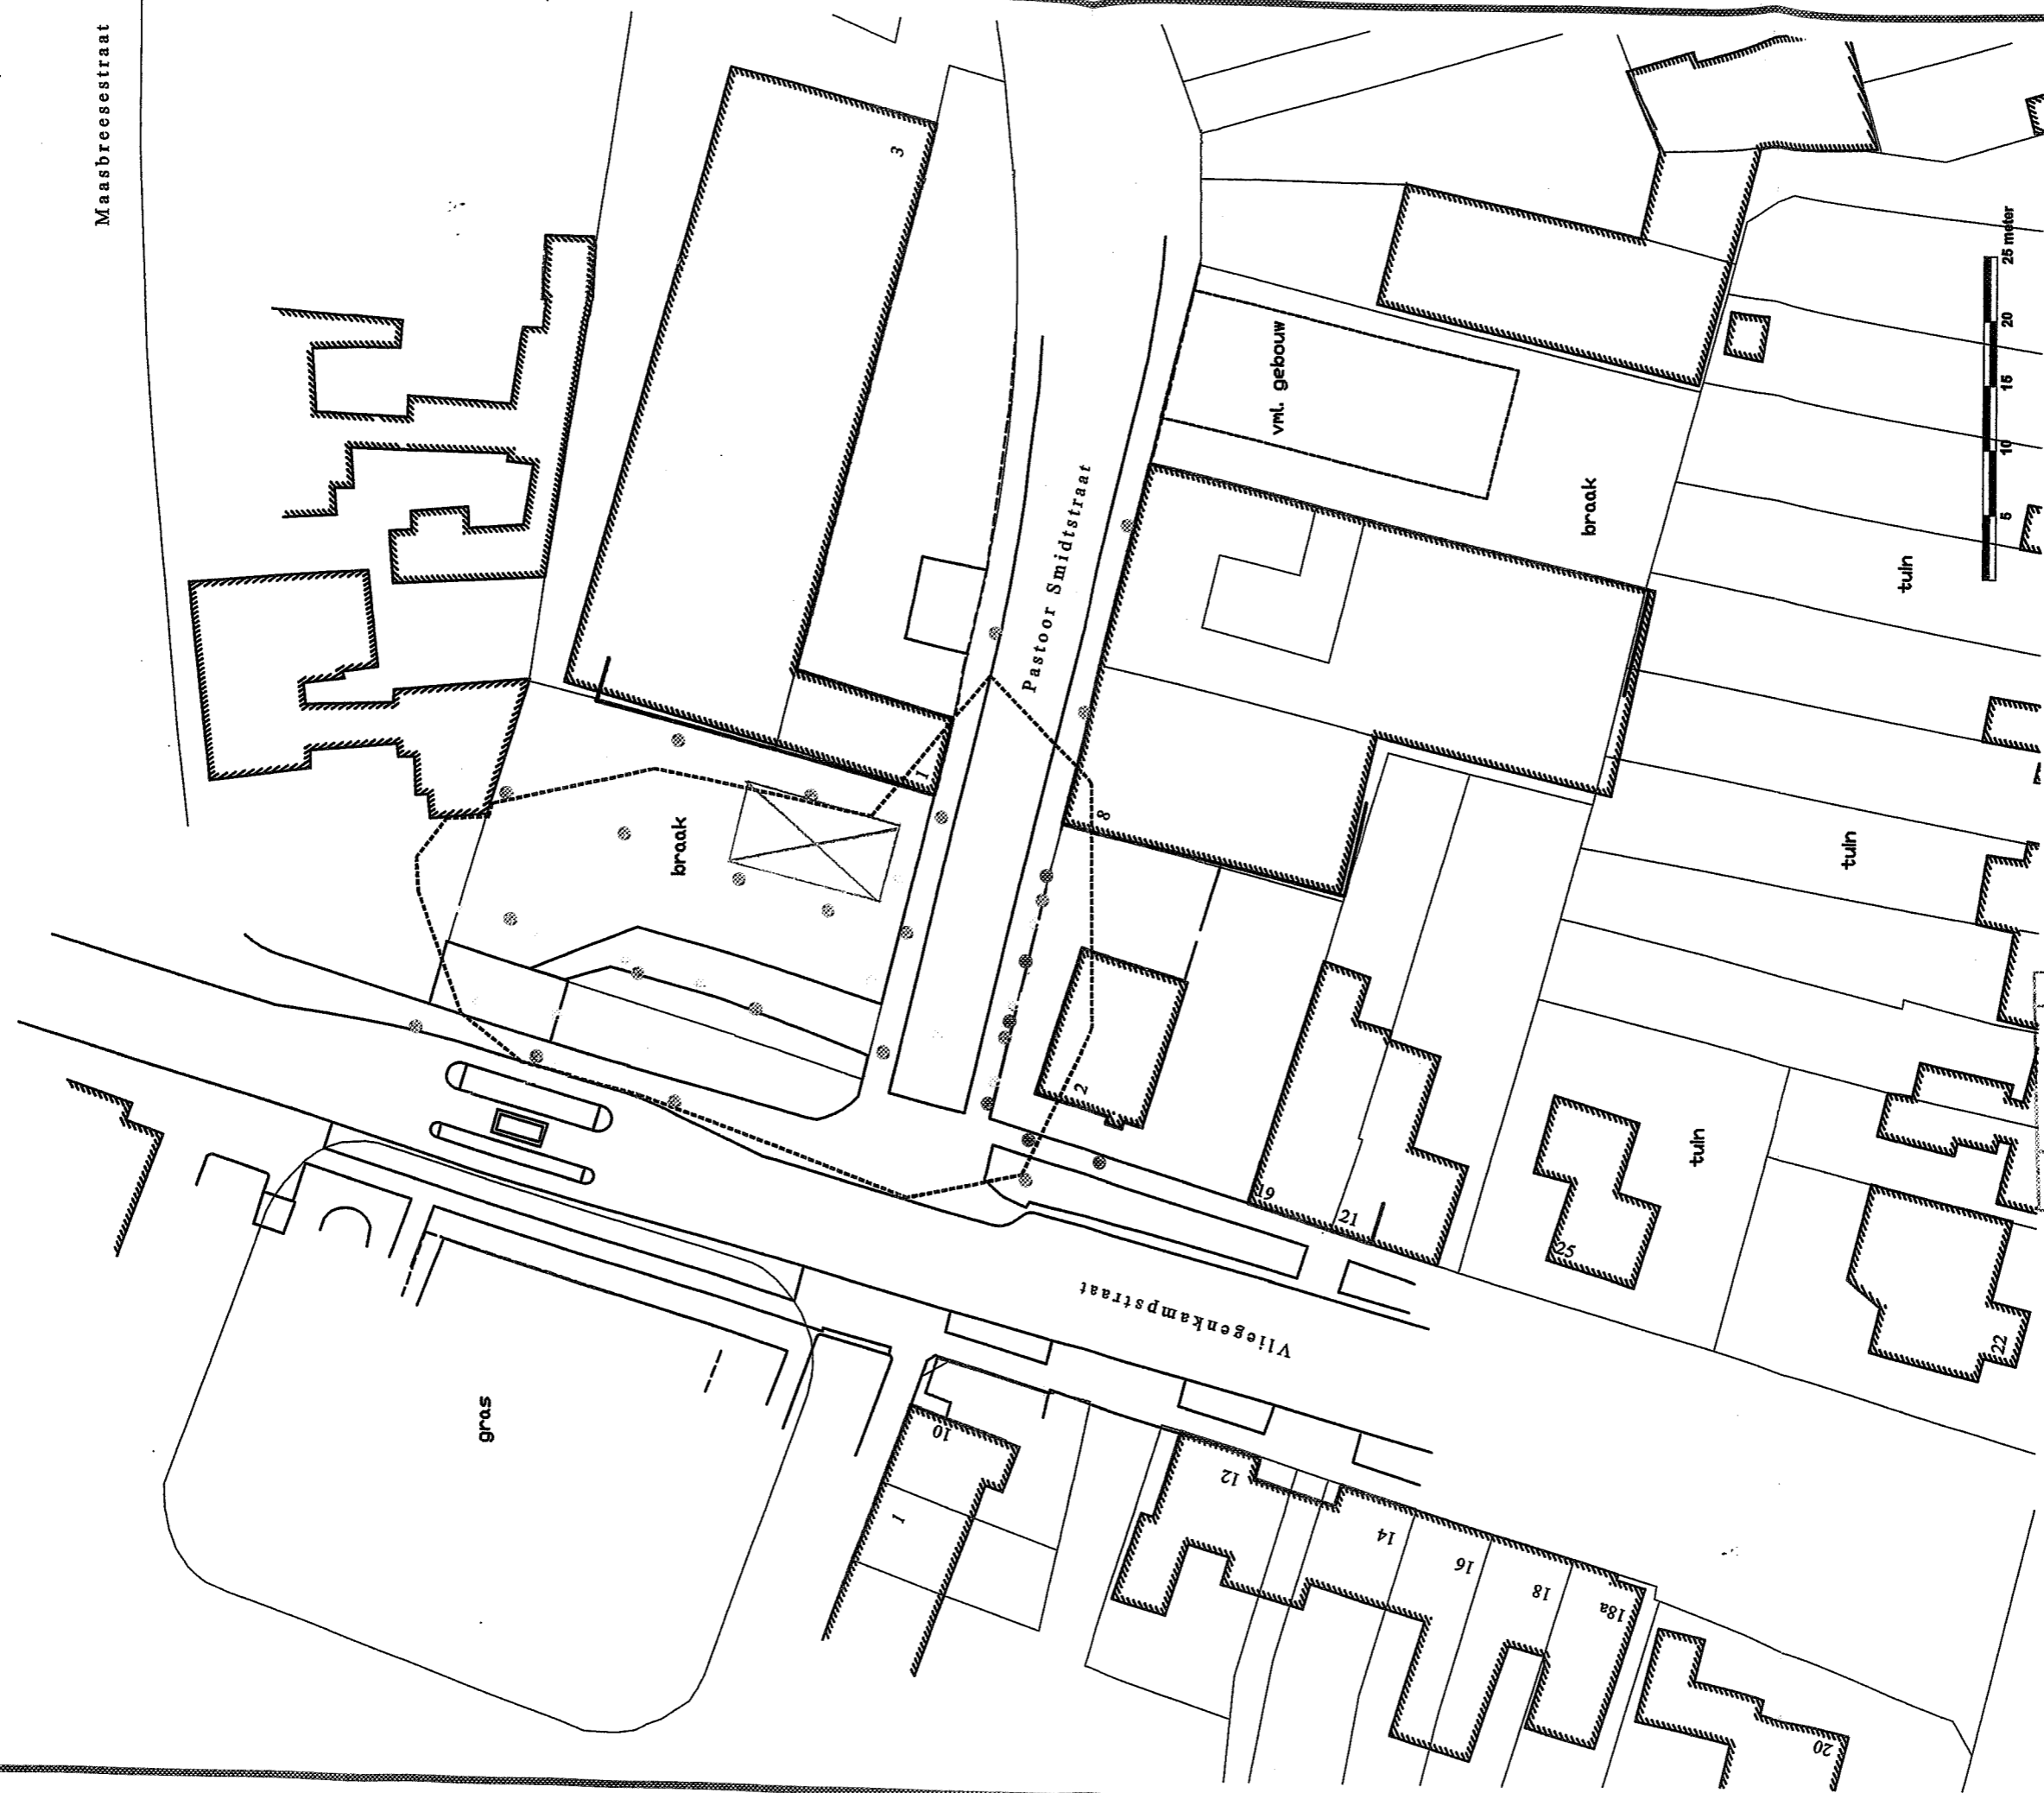 Maasbreesestraat
3
vml. gebouw
25 meter
20
15
10
5
braak
Pastoor Smidtstraat
tuin
1
8
braak
tuin
2
tuin
19
21
25
22
Vliegenkampstraat
gras
10
1
12
14
16
18
18a
20